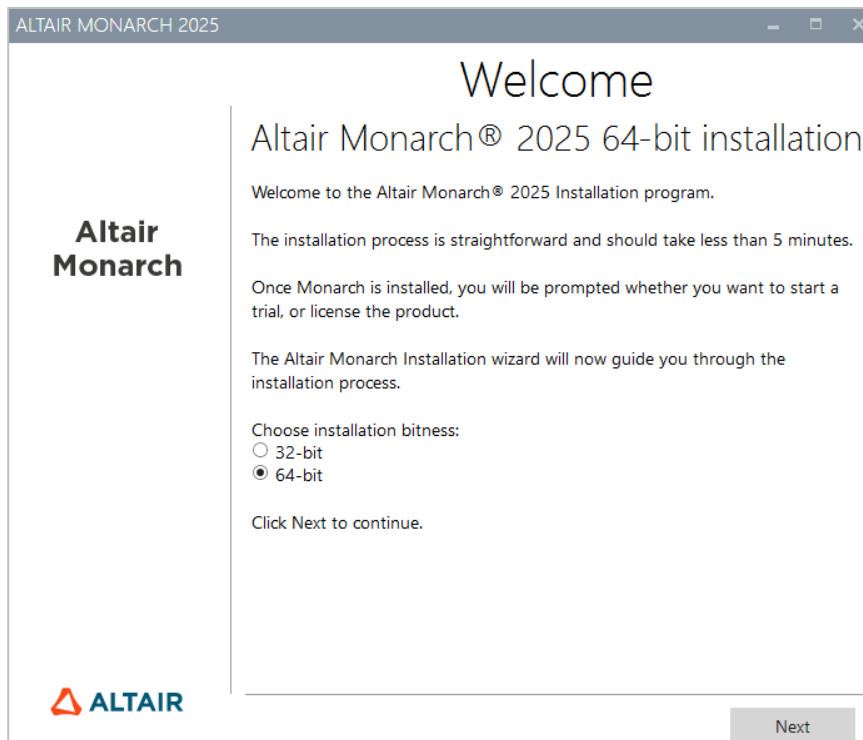 ALTAIR MONARCH 2025
Welcome
Altair Monarch® 2025 64-bit installation
Welcome to the Altair Monarch® 2025 Installation program.
The installation process is straightforward and should take less than 5 minutes.
Once Monarch is installed, you will be prompted whether you want to start a
trial, or license the product.
The Altair Monarch Installation wizard will now guide you through the
installation process.
Choose installation bitness:
32-bit
64-bit
Click Next to continue.
Altair
Monarch
ALTAIR
Next